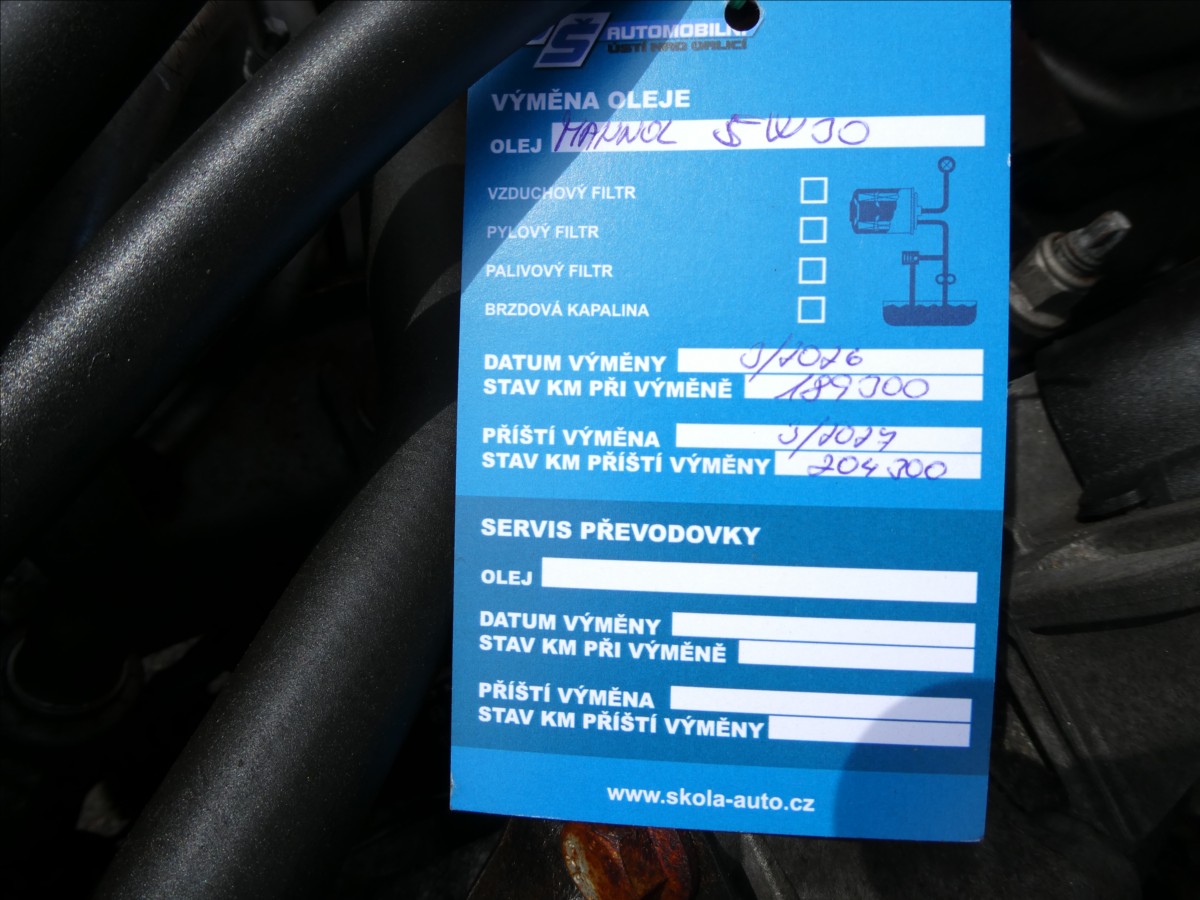 Š AUTOMOBILNÍ
ÚSTÍ NAD ORLICÍ
VÝMĚNA OLEJE
OLEJ MANNOL 5W30
VZDUCHOVÝ FILTR
PYLOVÝ FILTR
PALIVOVÝ FILTR
BRZDOVÁ KAPALINA
DATUM VÝMĚNY 3/2026
STAV KM PŘI VÝMĚNĚ 189300
PŘÍŠTÍ VÝMĚNA 3/2027
STAV KM PŘÍŠTÍ VÝMĚNY 204300
SERVIS PŘEVODOVKY
OLEJ
DATUM VÝMĚNY
STAV KM PŘI VÝMĚNĚ
PŘÍŠTÍ VÝMĚNA
STAV KM PŘÍŠTÍ VÝMĚNY
www.skola-auto.cz